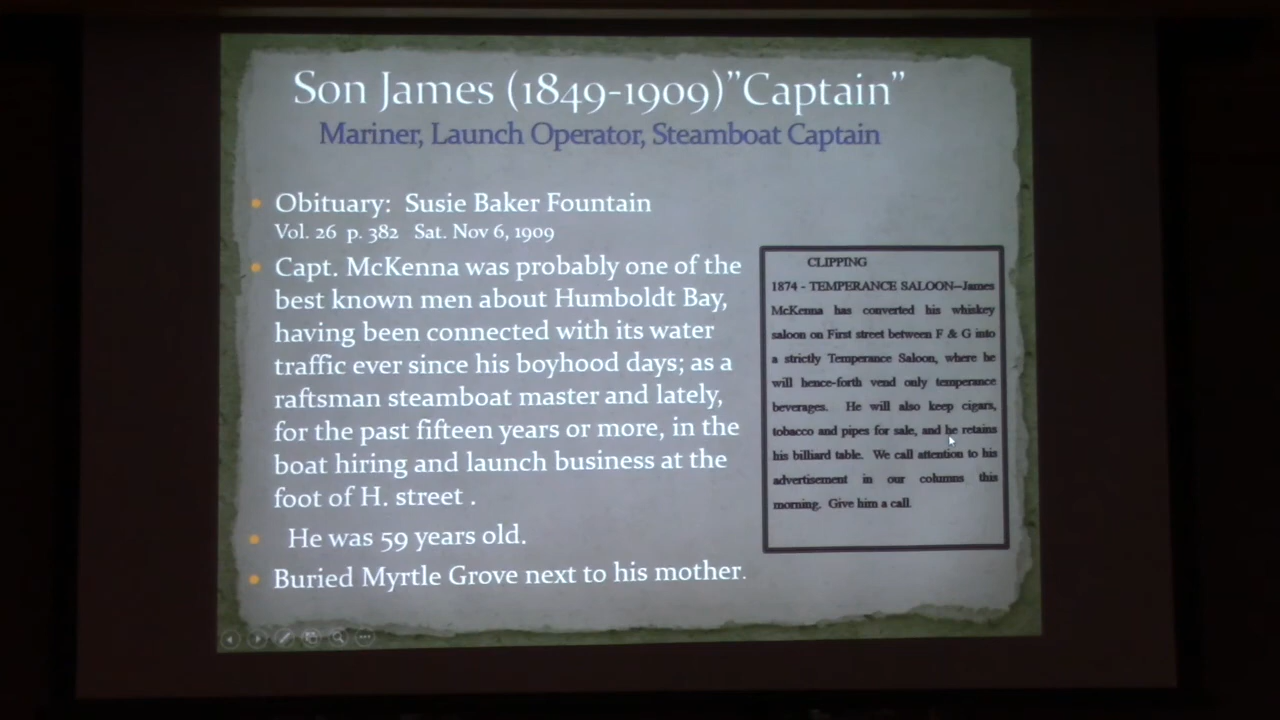 Son James (1849-1909)"Captain"
Mariner, Launch Operator, Steamboat Captain
• Obituary: Susie Baker Fountain
Vol. 26 p. 382 Sat. Nov 6, 1909
• Capt. McKenna was probably one of the
best known men about Humboldt Bay,
having been connected with its water
traffic ever since his boyhood days; as a
raftsman steamboat master and lately,
for the past fifteen years or more, in the
boat hiring and launch business at the
foot of H. street .
• He was 59 years old.
• Buried Myrtle Grove next to his mother.
CLIPPING
1874 - TEMPERANCE SALOON--James
McKenna has converted his whiskey
saloon on First street between F & G into
a strictly Temperance Saloon, where he
will hence-forth vend only temperance
beverages. He will also keep cigars,
tobacco and pipes for sale, and he retains
his billiard table. We call attention to his
advertisement in our columns this
morning. Give him a call.